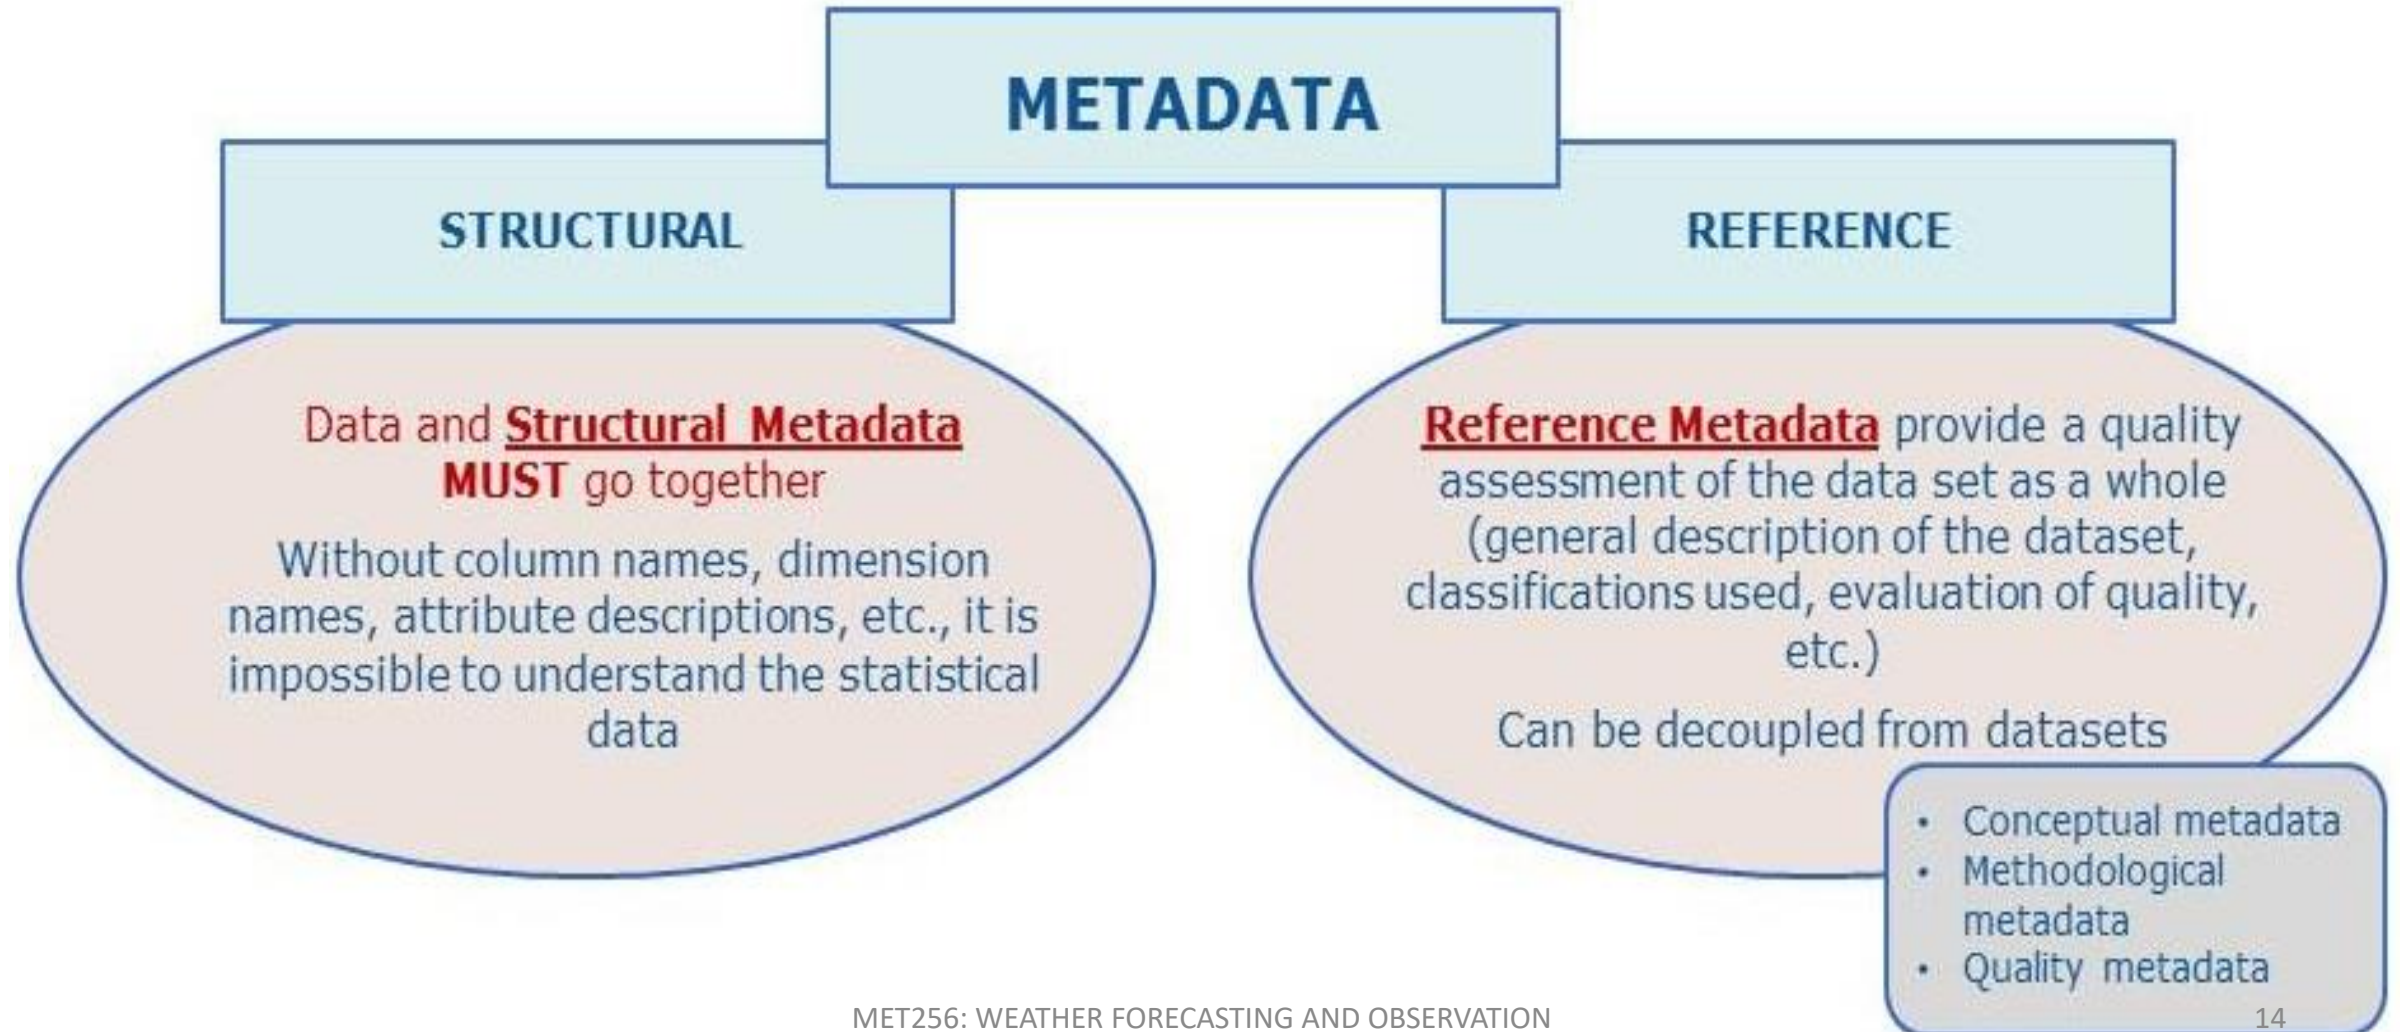 METADATA
STRUCTURAL
Data and Structural Metadata
MUST go together
Without column names, dimension
names, attribute descriptions, etc., it is
impossible to understand the statistical
data
REFERENCE
Reference Metadata provide a quality
assessment of the data set as a whole
(general description of the dataset,
classifications used, evaluation of quality,
etc.)
Can be decoupled from datasets
• Conceptual metadata
• Methodological
metadata
• Quality metadata
MET256: WEATHER FORECASTING AND OBSERVATION
14